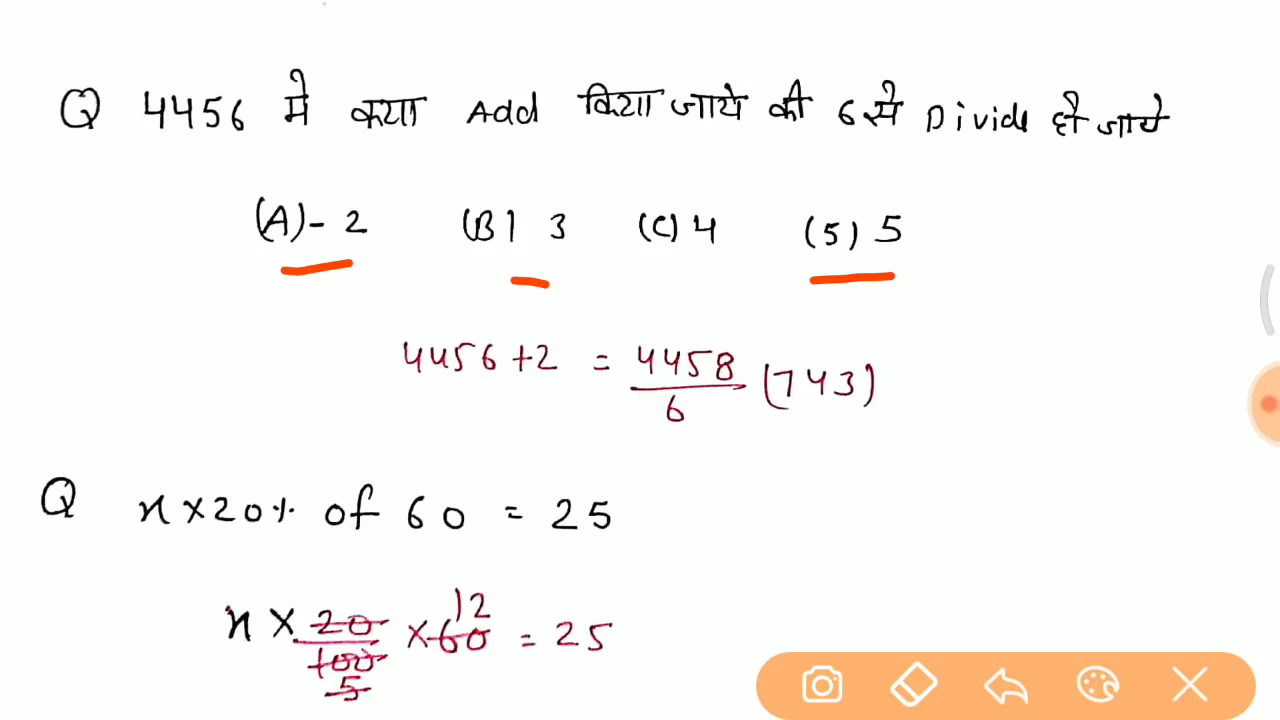 Q 4456 में क्या Add किया जाये की 6 से Divide हो जाये
(A)- 2 (B) 3 (C) 4 (5) 5
4456+2 = 4458/6 (743)
Q x×20% of 60 = 25
12
x × 20/100 × 60 = 25
5